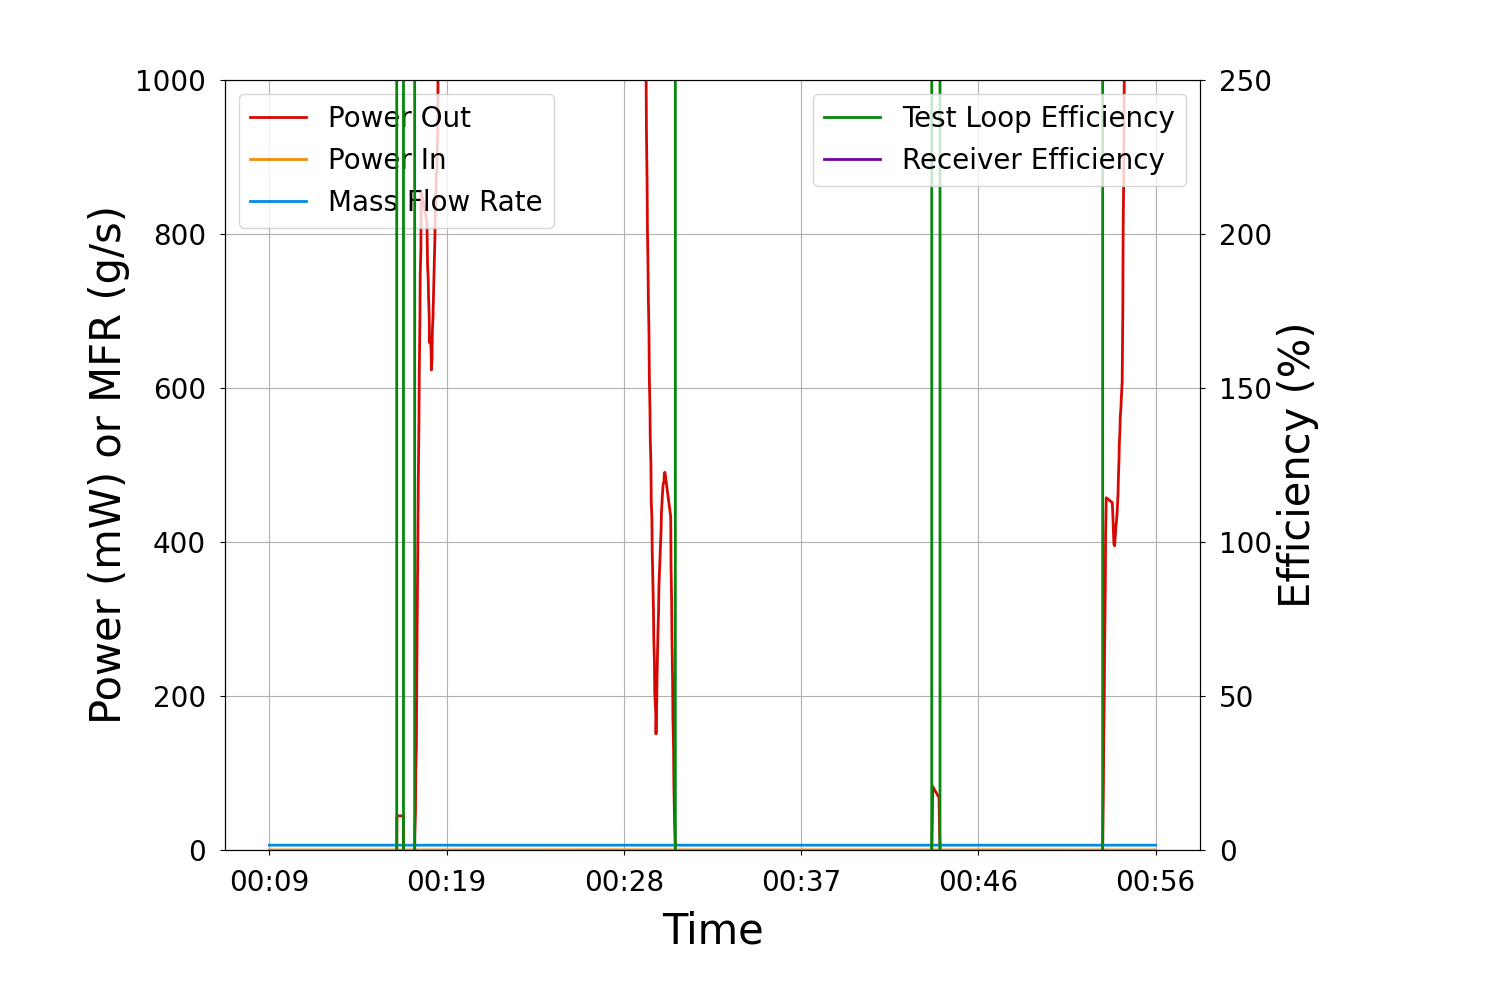 1000
800
600
400
200
0
Power (mW) or MFR (g/s)
Power Out
Power In
Mass Flow Rate
Test Loop Efficiency
Receiver Efficiency
250
200
150
100
50
0
Efficiency (%)
00:09 00:19 00:28 00:37 00:46 00:56
Time